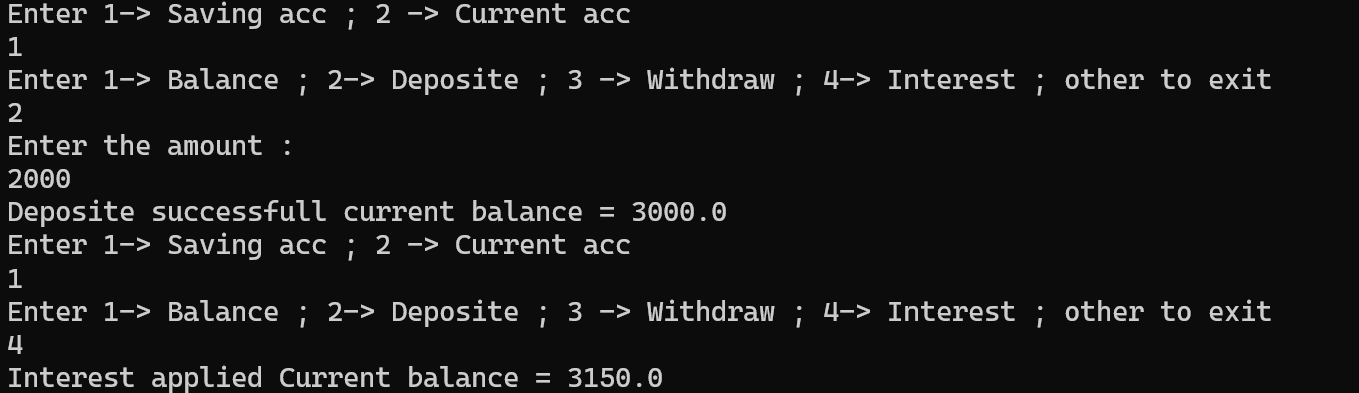 Enter 1-> Saving acc ; 2 -> Current acc
1
Enter 1-> Balance ; 2-> Deposite ; 3 -> Withdraw ; 4-> Interest ; other to exit
2
Enter the amount :
2000
Deposite successfull current balance = 3000.0
Enter 1-> Saving acc ; 2 -> Current acc
1
Enter 1-> Balance ; 2-> Deposite ; 3 -> Withdraw ; 4-> Interest ; other to exit
4
Interest applied Current balance = 3150.0